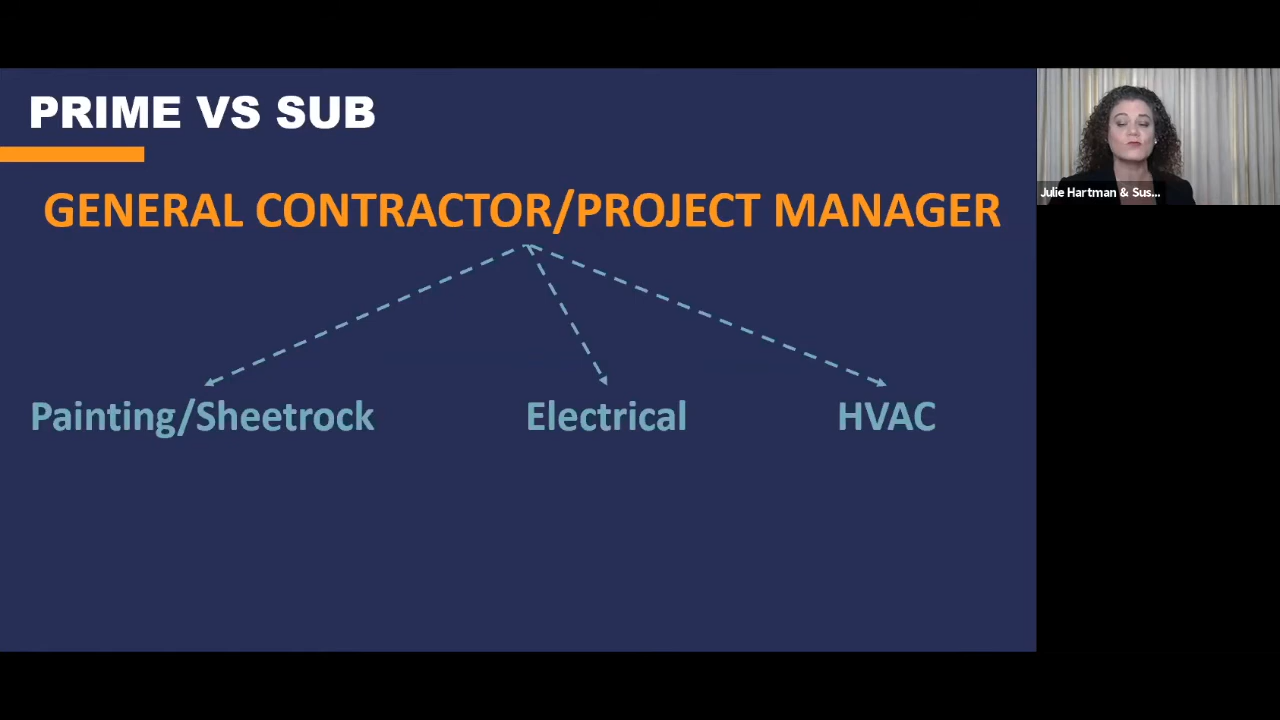 PRIME VS SUB
GENERAL CONTRACTOR/PROJECT MANAGER
Painting/Sheetrock Electrical HVAC
Julie Hartman & Sus...